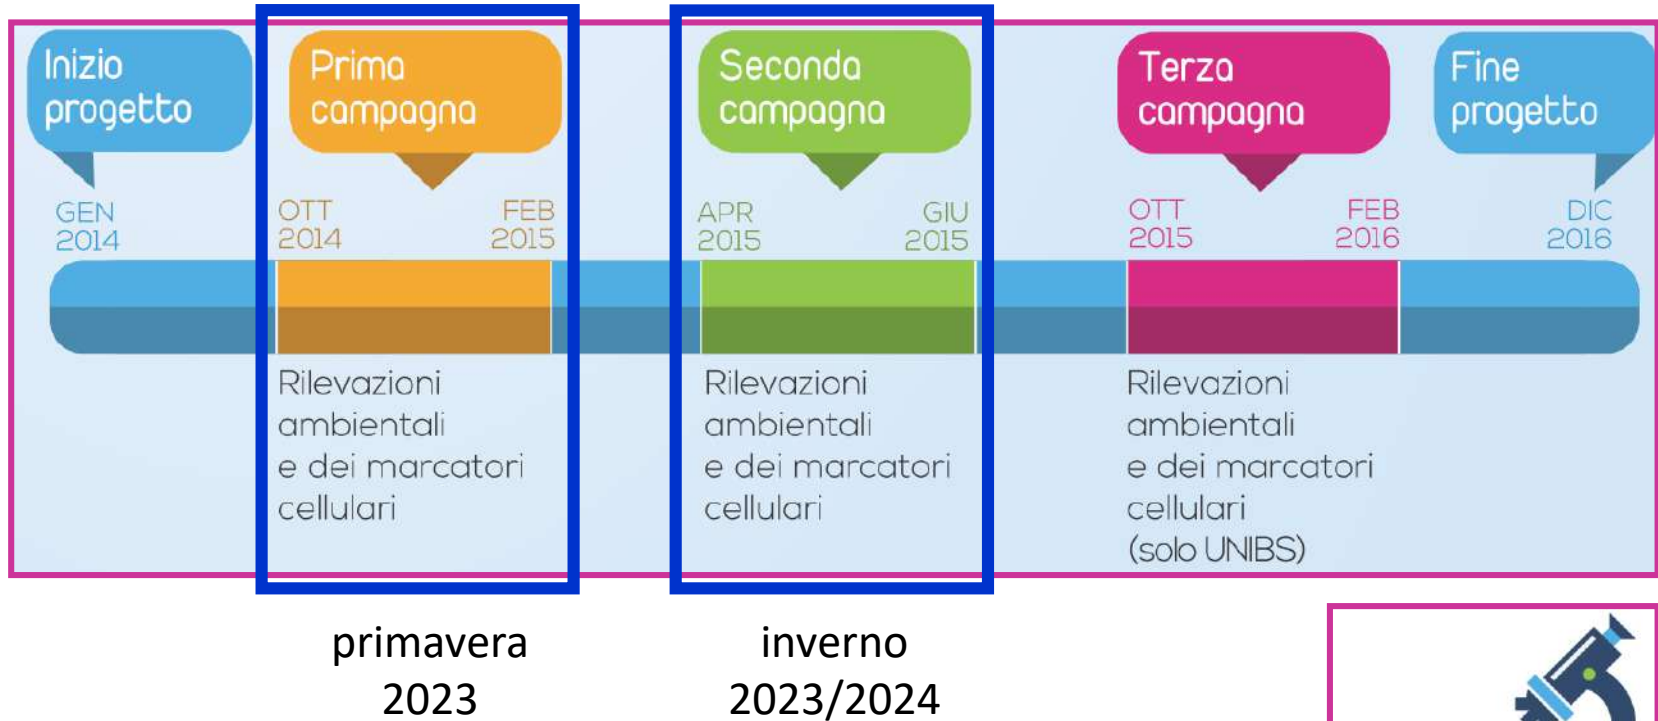 Inizio
progetto
Prima
campagna
Seconda
campagna
Terza
campagna
Fine
progetto
GEN
2014
OTT
2014
FEB
2015
APR
2015
GIU
2015
OTT
2015
FEB
2016
DIC
2016
Rilevazioni
ambientali
e dei marcatori
cellulari
Rilevazioni
ambientali
e dei marcatori
cellulari
Rilevazioni
ambientali
e dei marcatori
cellulari
(solo UNIBS)
primavera
2023
inverno
2023/2024